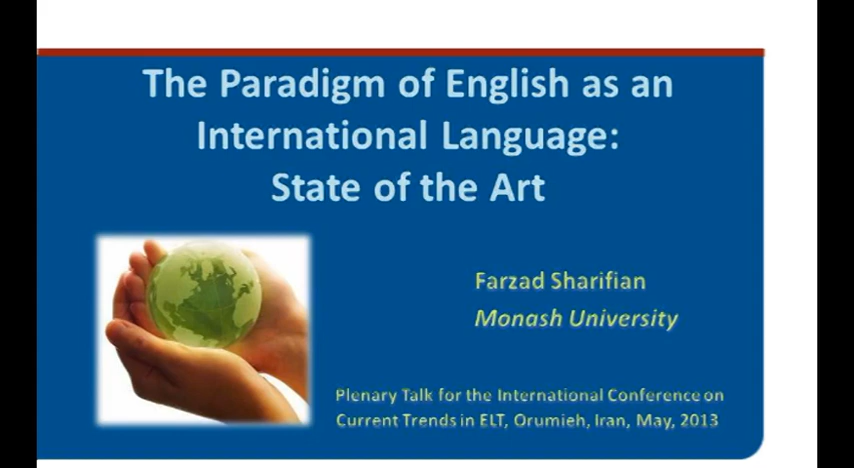 The Paradigm of English as an
International Language:
State of the Art
Farzad Sharifian
Monash University
Plenary Talk for the International Conference on
Current Trends in ELT, Orumieh, Iran, May, 2013